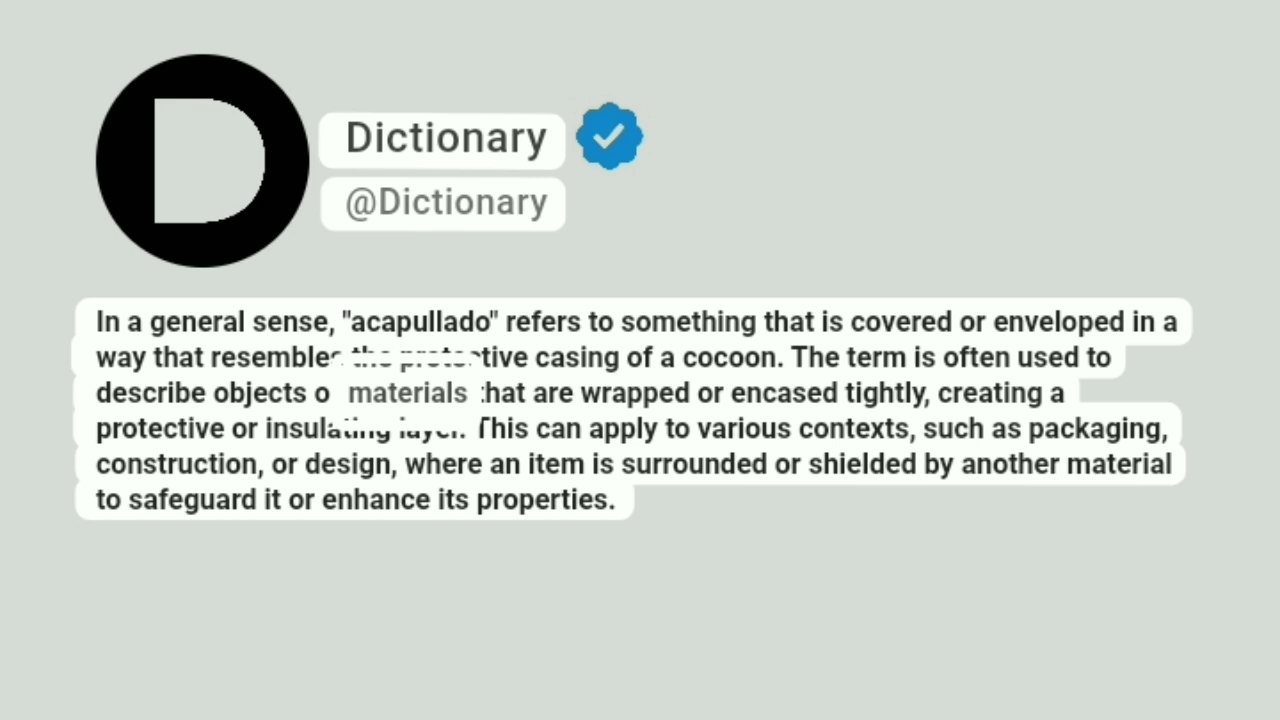 Dictionary
@Dictionary
In a general sense, "acapullado" refers to something that is covered or enveloped in a
way that resembles the protective casing of a cocoon. The term is often used to
describe objects o materials that are wrapped or encased tightly, creating a
protective or insulating layer. This can apply to various contexts, such as packaging,
construction, or design, where an item is surrounded or shielded by another material
to safeguard it or enhance its properties.